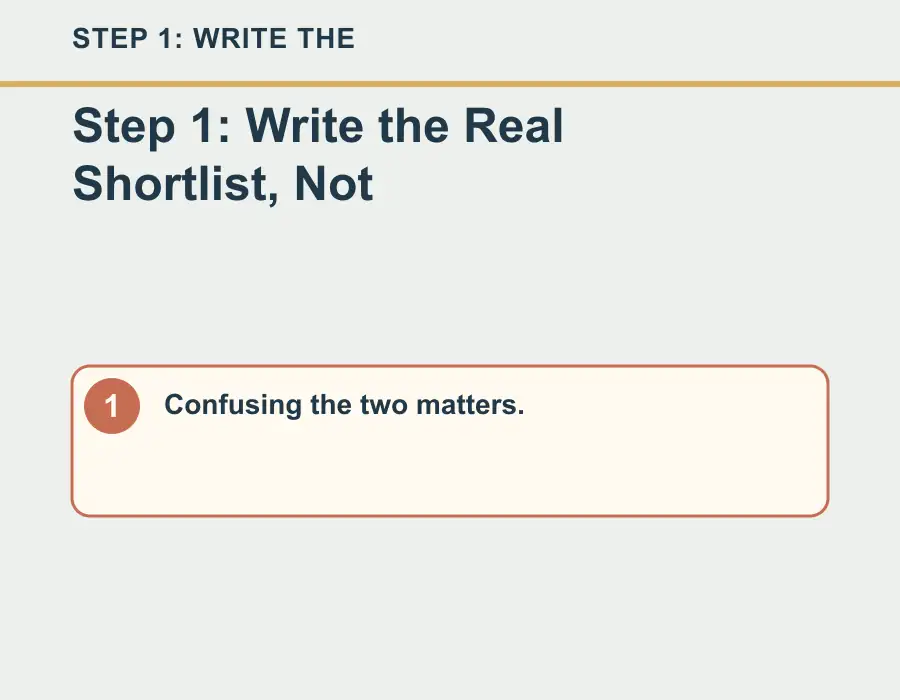 STEP 1: WRITE THE
Step 1: Write the Real
Shortlist, Not
1
Confusing the two matters.